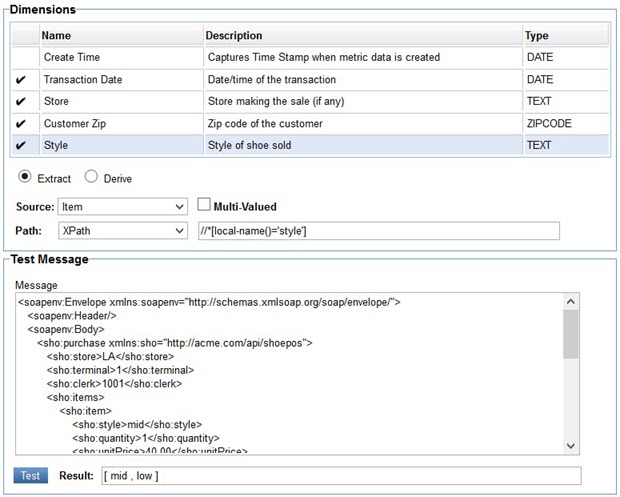 Dimensions
Name Description Type
Create Time Captures Time Stamp when metric data is created DATE
✔ Transaction Date Date/time of the transaction DATE
✔ Store Store making the sale (if any) TEXT
✔ Customer Zip Zip code of the customer ZIPCODE
✔ Style Style of shoe sold TEXT
Extract Derive
Source: Item Multi-Valued
Path: XPath //*[local-name()='style']
Test Message
Message
<soapenv:Envelope xmlns:soapenv="http://schemas.xmlsoap.org/soap/envelope/">
<soapenv:Header/>
<soapenv:Body>
<sho:purchase xmlns:sho="http://acme.com/api/shoepos">
<sho:store>LA</sho:store>
<sho:terminal>1</sho:terminal>
<sho:clerk>1001</sho:clerk>
<sho:items>
<sho:item>
<sho:style>mid</sho:style>
<sho:quantity>1</sho:quantity>
<sho:unitPrice>40.00</sho:unitPrice>
Test Result: [ mid , low ]